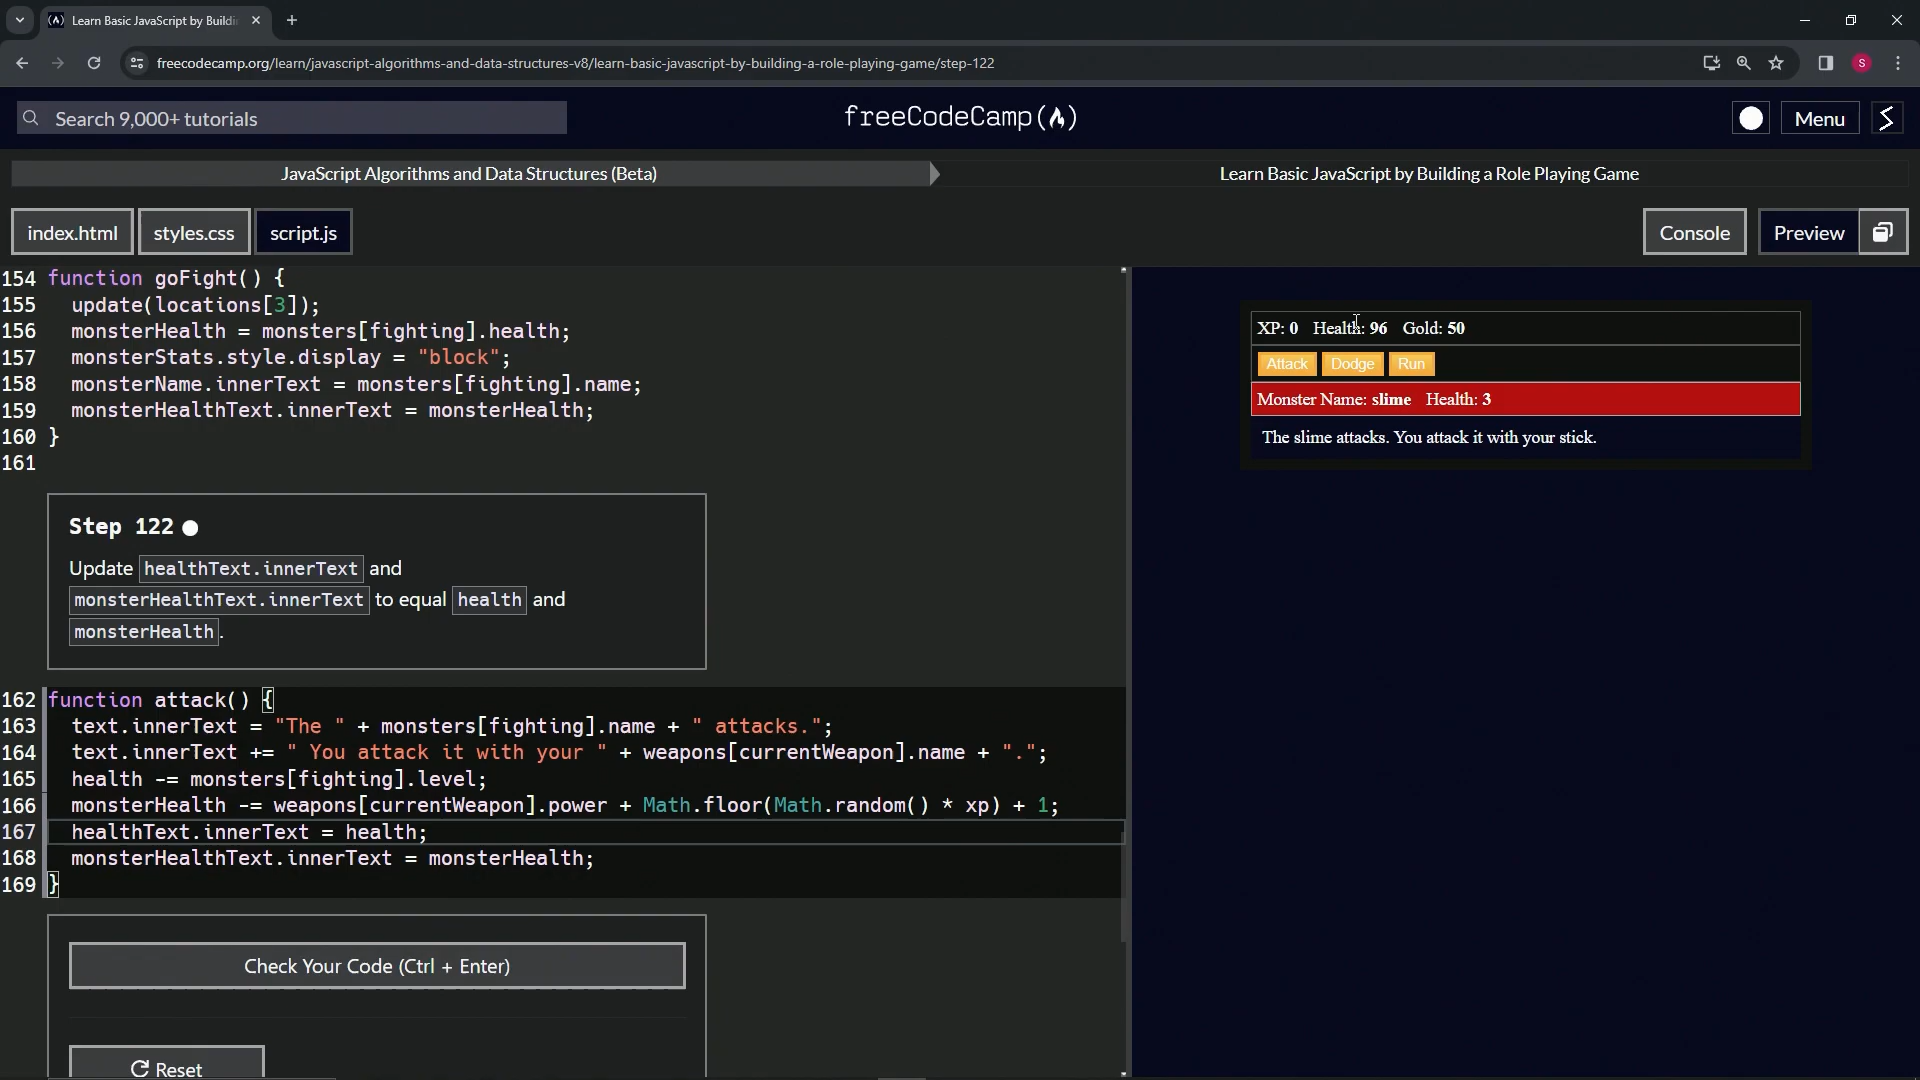 Learn Basic JavaScript by Buildi
freecodecamp.org/learn/javascript-algorithms-and-data-structures-v8/learn-basic-javascript-by-building-a-role-playing-game/step-122
S
Search 9,000+ tutorials
freeCodeCamp
Menu
JavaScript Algorithms and Data Structures (Beta)
Learn Basic JavaScript by Building a Role Playing Game
index.html
styles.css
script.js
Console
Preview
154 function goFight() {
155 update(locations[3]);
156 monsterHealth = monsters[fighting].health;
157 monsterStats.style.display = "block";
158 monsterName.innerText = monsters[fighting].name;
159 monsterHealthText.innerText = monsterHealth;
160 }
161
Step 122
Update healthText.innerText and
monsterHealthText.innerText to equal health and
monsterHealth.
162 function attack() {
163 text.innerText = "The " + monsters[fighting].name + " attacks.";
164 text.innerText += " You attack it with your " + weapons[currentWeapon].name + ".";
165 health -= monsters[fighting].level;
166 monsterHealth -= weapons[currentWeapon].power + Math.floor(Math.random() * xp) + 1;
167 healthText.innerText = health;
168 monsterHealthText.innerText = monsterHealth;
169 }
Check Your Code (Ctrl + Enter)
Reset
XP: 0 Health: 96 Gold: 50
Attack Dodge Run
Monster Name: slime Health: 3
The slime attacks. You attack it with your stick.